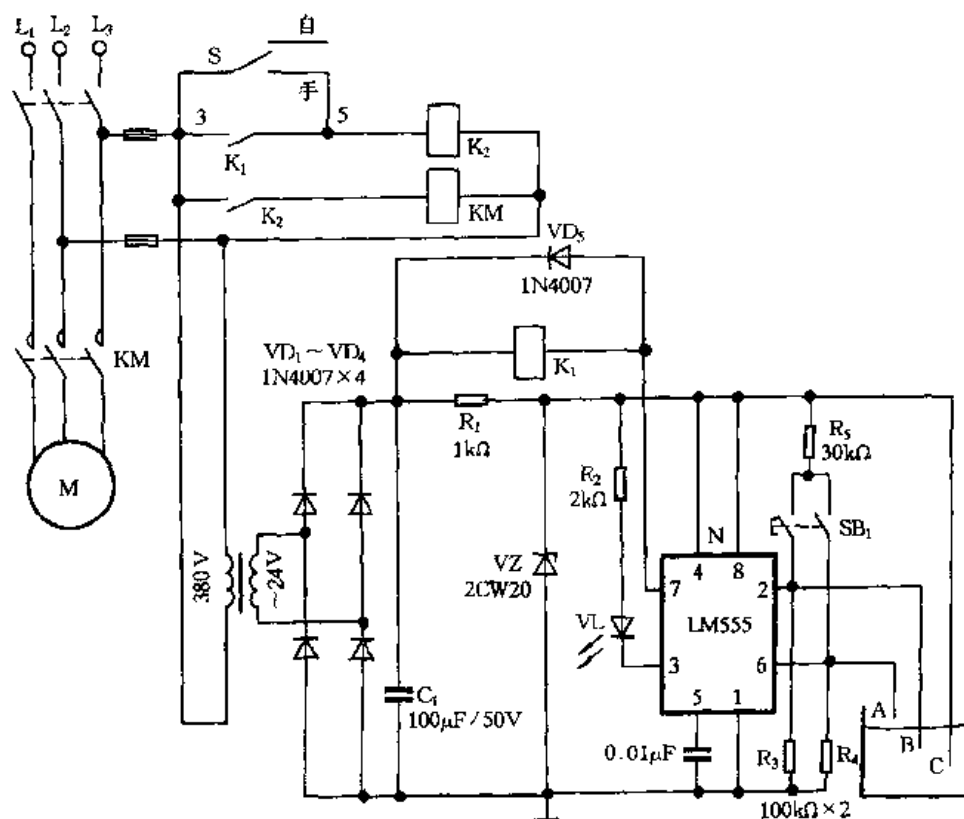 L₁ L₂ L₃
自
S
手
3
5
K₁
K₂
K₂
KM
VD₅
1N4007
KM
VD₁~VD₄
1N4007×4
K₁
M
R₁
1kΩ
R₂
2kΩ
R₅
30kΩ
SB₁
N
4
8
7
2
LM555
3
6
5
1
VZ
2CW20
VL
380V
~24V
C₁
100μF/50V
0.01μF
R₃
R₄
100kΩ×2
A
B
C